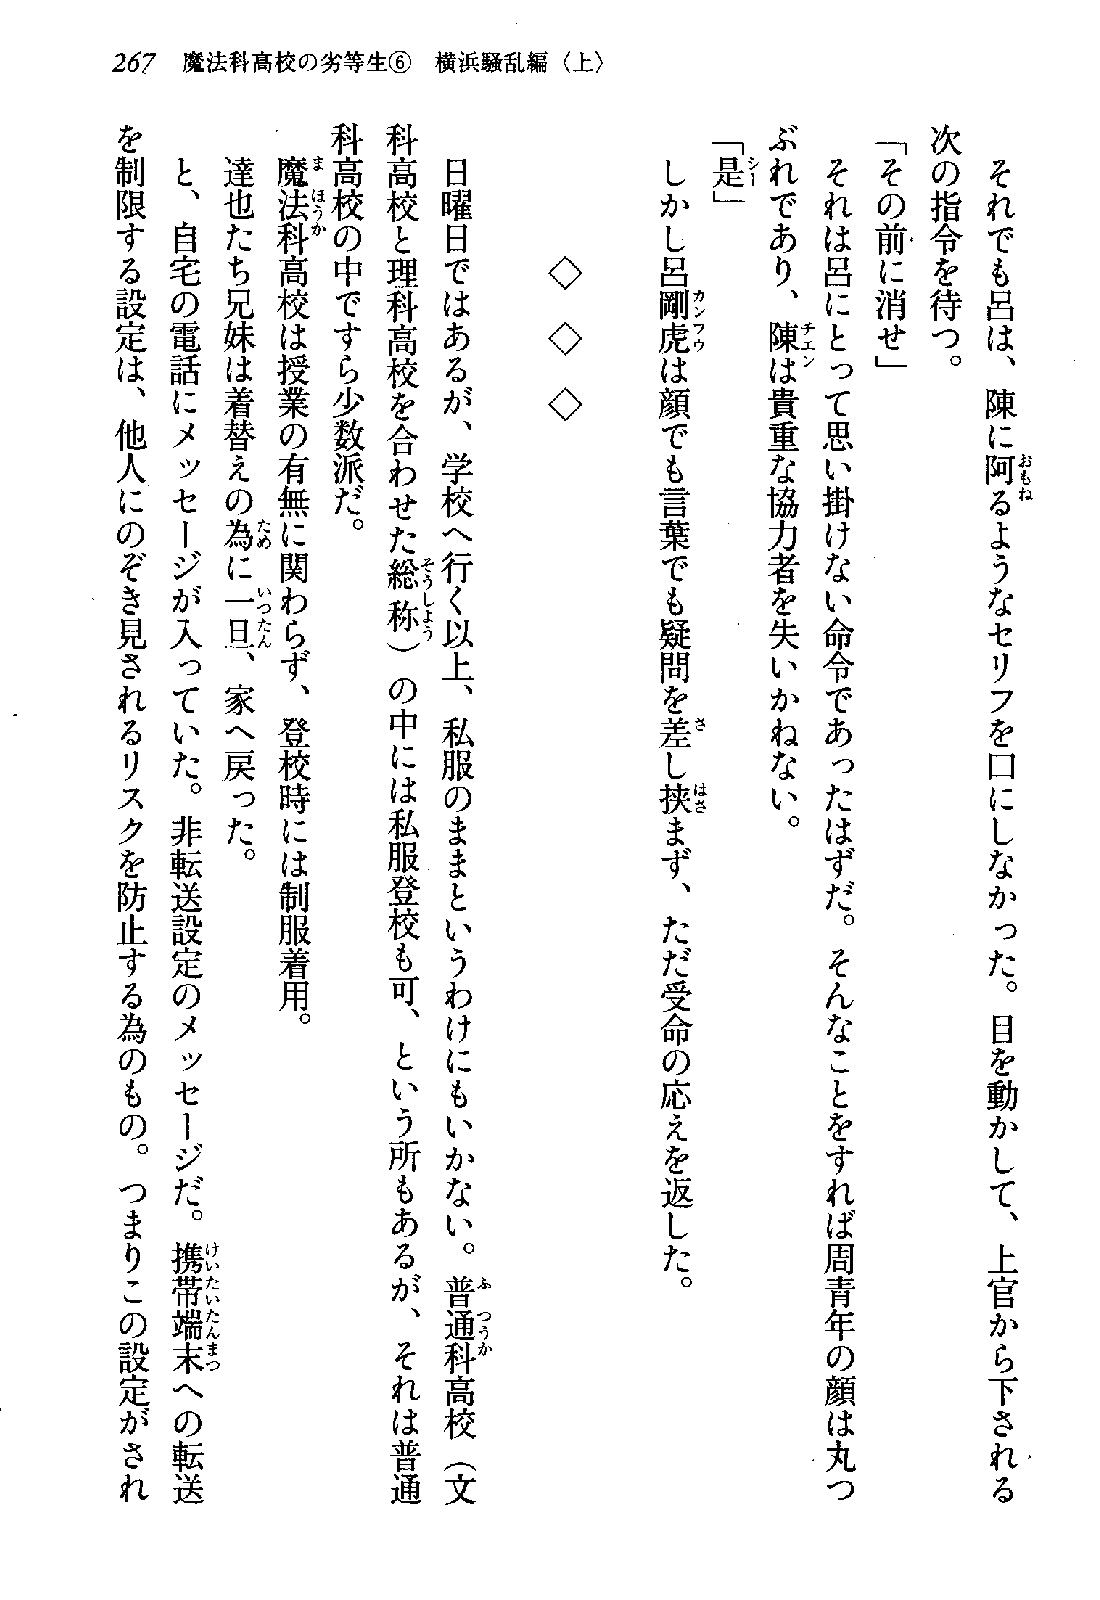 267 魔法科高校の劣等生⑥ 横浜騒乱編〈上〉
それでも呂は、陳に阿るようなセリフを口にしなかった。目を動かして、上官から下される
次の指令を待つ。
「その前に消せ」
それは呂にとって思い掛けない命令であったはずだ。そんなことをすれば周青年の顔は丸つ
ぶれであり、陳は貴重な協力者を失いかねない。
「是」
しかし呂剛虎は顔でも言葉でも疑問を差し挟まず、ただ受命の応えを返した。
◇ ◇ ◇
日曜日ではあるが、学校へ行く以上、私服のままというわけにもいかない。普通科高校（文
科高校と理科高校を合わせた総称）の中には私服登校も可、という所もあるが、それは普通
科高校の中ですら少数派だ。
魔法科高校は授業の有無に関わらず、登校時には制服着用。
達也たち兄妹は着替えの為に一旦、家へ戻った。
と、自宅の電話にメッセージが入っていた。非転送設定のメッセージだ。携帯端末への転送
を制限する設定は、他人にのぞき見されるリスクを防止する為のもの。つまりこの設定がされ